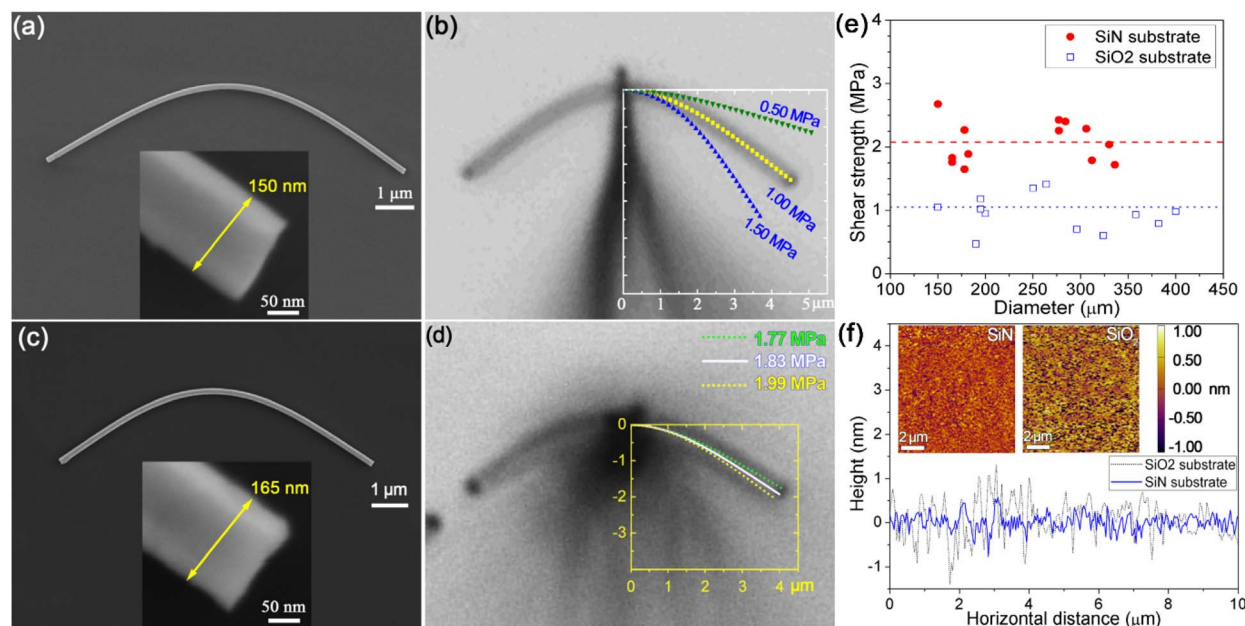 (a)
150 nm
1 μm
50 nm
(b)
0.50 MPa
1.00 MPa
1.50 MPa
0 1 2 3 4 5 μm
(c)
165 nm
1 μm
50 nm
(d)
1.77 MPa
1.83 MPa
1.99 MPa
0
-1
-2
-3
0 1 2 3 4 μm
(e)
SiN substrate
SiO2 substrate
Shear strength (MPa)
4
3
2
1
0
100 150 200 250 300 350 400 450
Diameter (μm)
(f)
SiN
2 μm
SiO
2 μm
1.00
0.50
0.00 nm
-0.50
-1.00
SiO2 substrate
SiN substrate
Height (nm)
4
3
2
1
0
-1
0 2 4 6 8 10
Horizontal distance (μm)